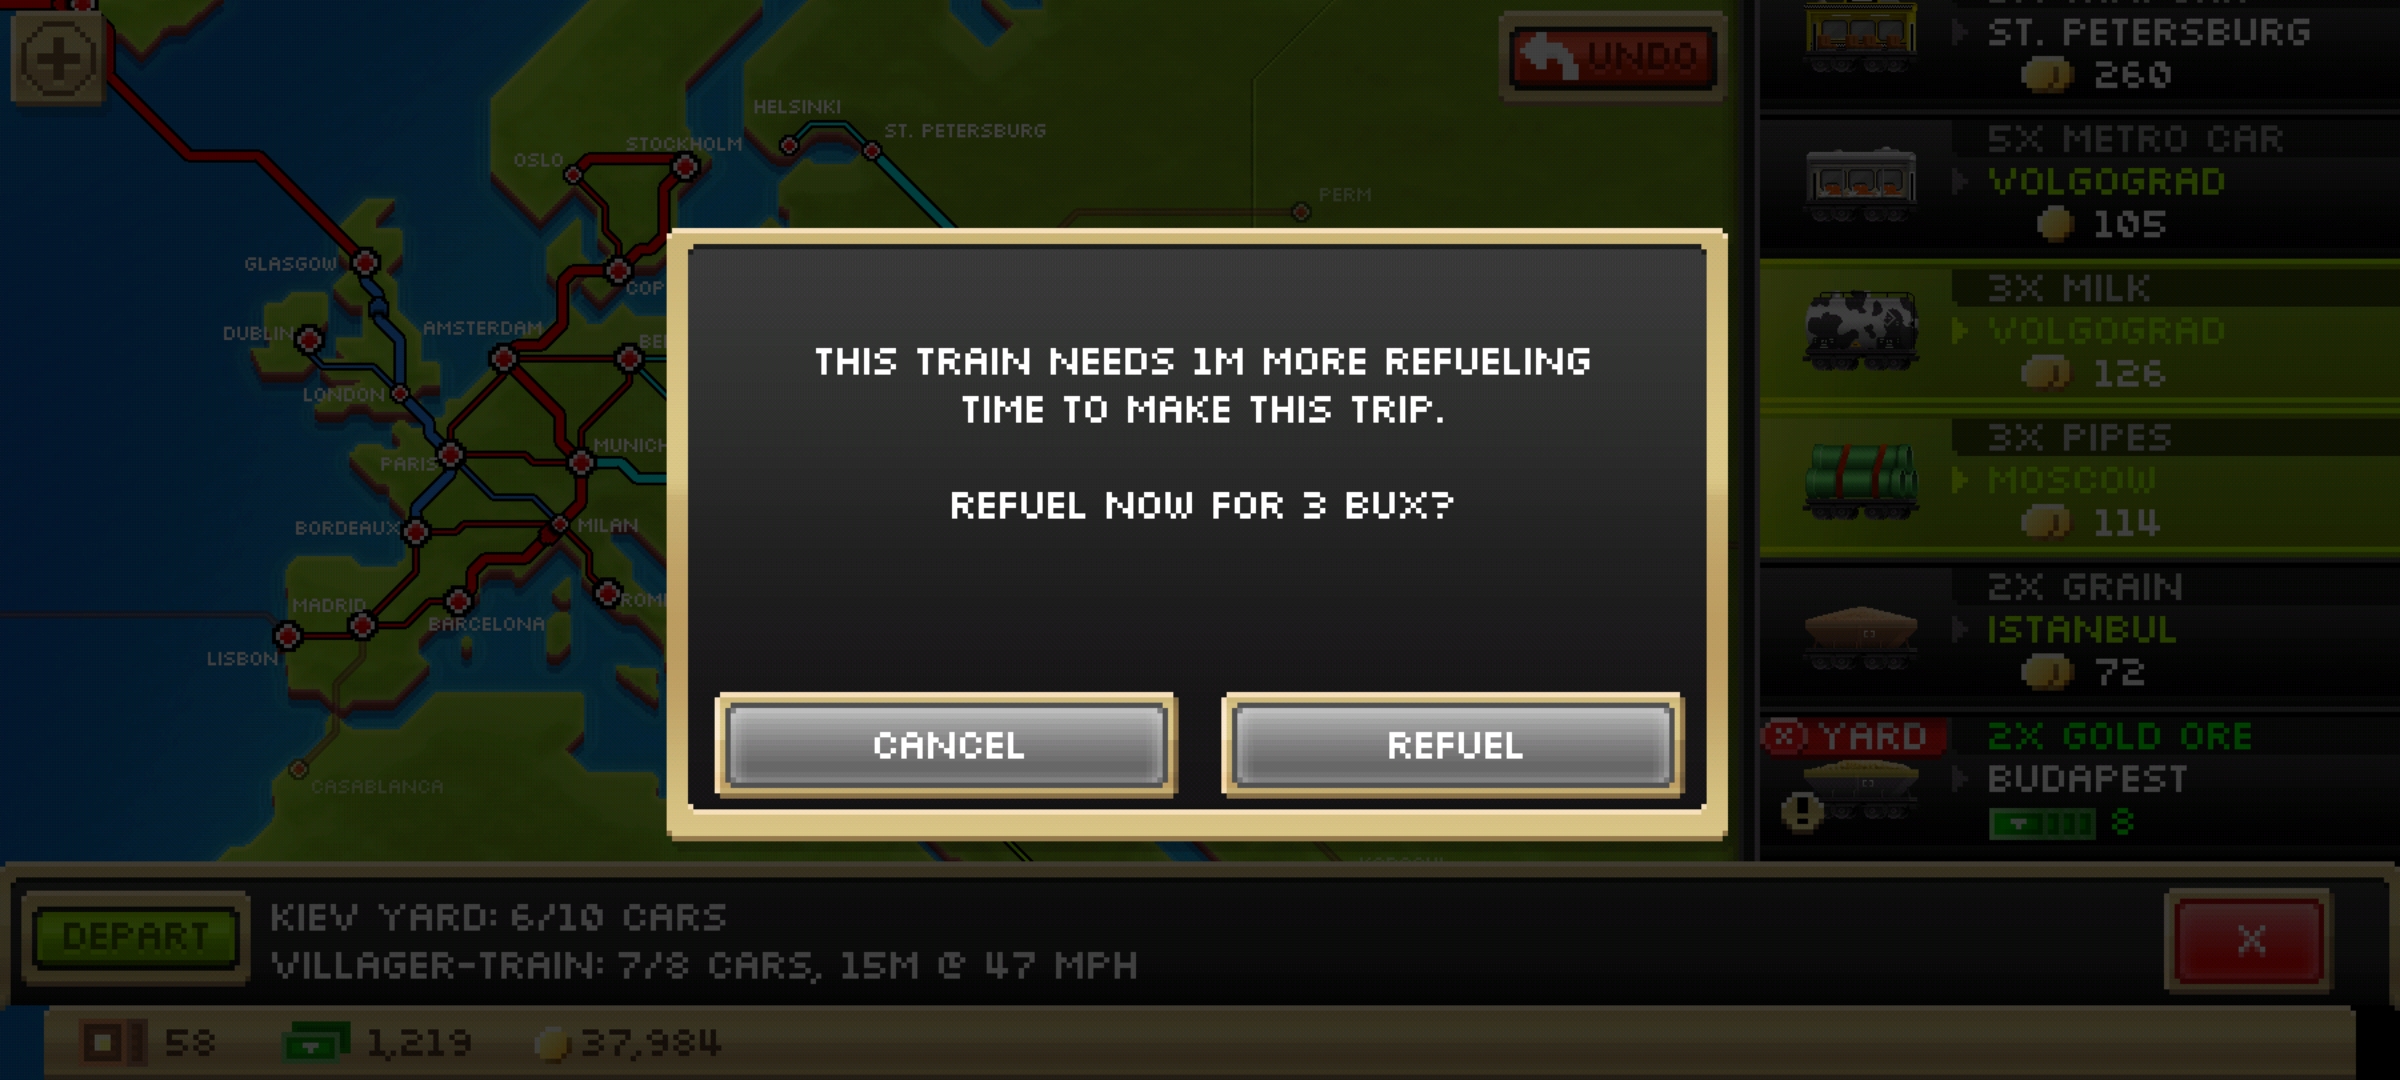 UNDO
HELSINKI
ST. PETERSBURG
STOCKHOLM
OSLO
PERM
GLASGOW
DUBLIN
AMSTERDAM
LONDON
PARIS
MUNICH
BORDEAUX
MILAN
MADRID
BARCELONA
LISBON
CASABLANCA
THIS TRAIN NEEDS 1M MORE REFUELING
TIME TO MAKE THIS TRIP.
REFUEL NOW FOR 3 BUX?
CANCEL
REFUEL
ST. PETERSBURG
260
5X METRO CAR
VOLGOGRAD
105
3X MILK
VOLGOGRAD
126
3X PIPES
MOSCOW
114
2X GRAIN
ISTANBUL
72
X YARD
2X GOLD ORE
BUDAPEST
8
DEPART
KIEV YARD: 6/10 CARS
VILLAGER-TRAIN: 7/8 CARS, 15M @ 47 MPH
X
58
1,219
37,984